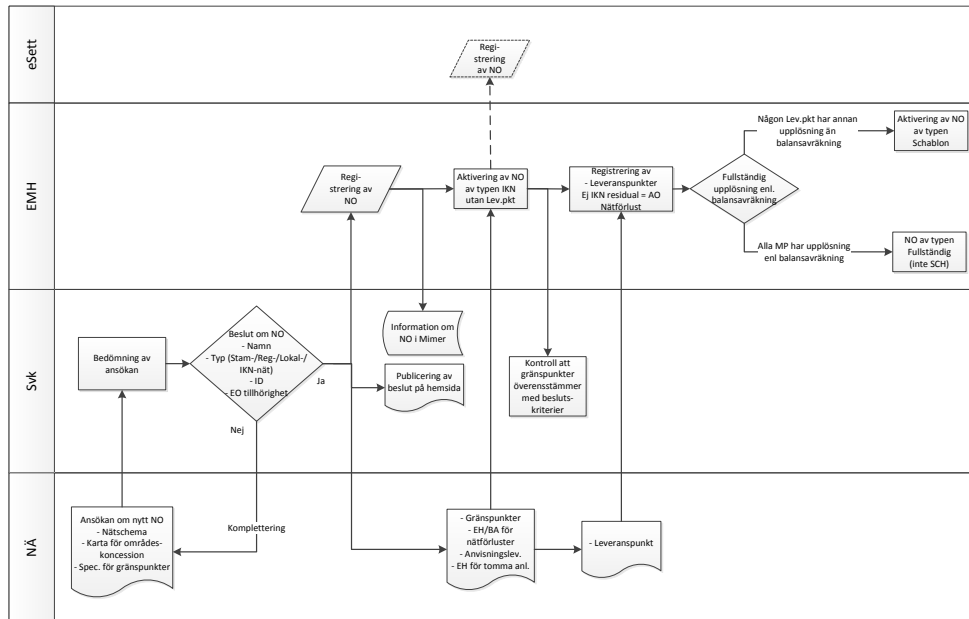 eSett
Regi-
strering
av NO
EMH
Regi-
strering av
NO
Aktivering av NO
av typen IKN
utan Lev.pkt
Registrering av
- Leveranspunkter
Ej IKN residual = AO
Nätförlust
Fullständig
upplösning enl.
balansavräkning
Någon Lev.pkt har annan
upplösning än
balansavräkning
Aktivering av NO
av typen
Schablon
Alla MP har upplösning
enl balansavräkning
NO av typen
Fullständig
(inte SCH)
Svk
Bedömning av
ansökan
Beslut om NO
- Namn
- Typ (Stam-/Reg-/Lokal-/
IKN-nät)
- ID
- EO tillhörighet
Ja
Nej
Information om
NO i Mimer
Publicering av
beslut på hemsida
Kontroll att
gränspunkter
överensstämmer
med besluts-
kriterier
NÄ
Ansökan om nytt NO
- Nätschema
- Karta för områdes-
koncession
- Spec. för gränspunkter
Komplettering
- Gränspunkter
- EH/BA för
nätförluster
- Anvisningslev.
- EH för tomma anl.
- Leveranspunkt